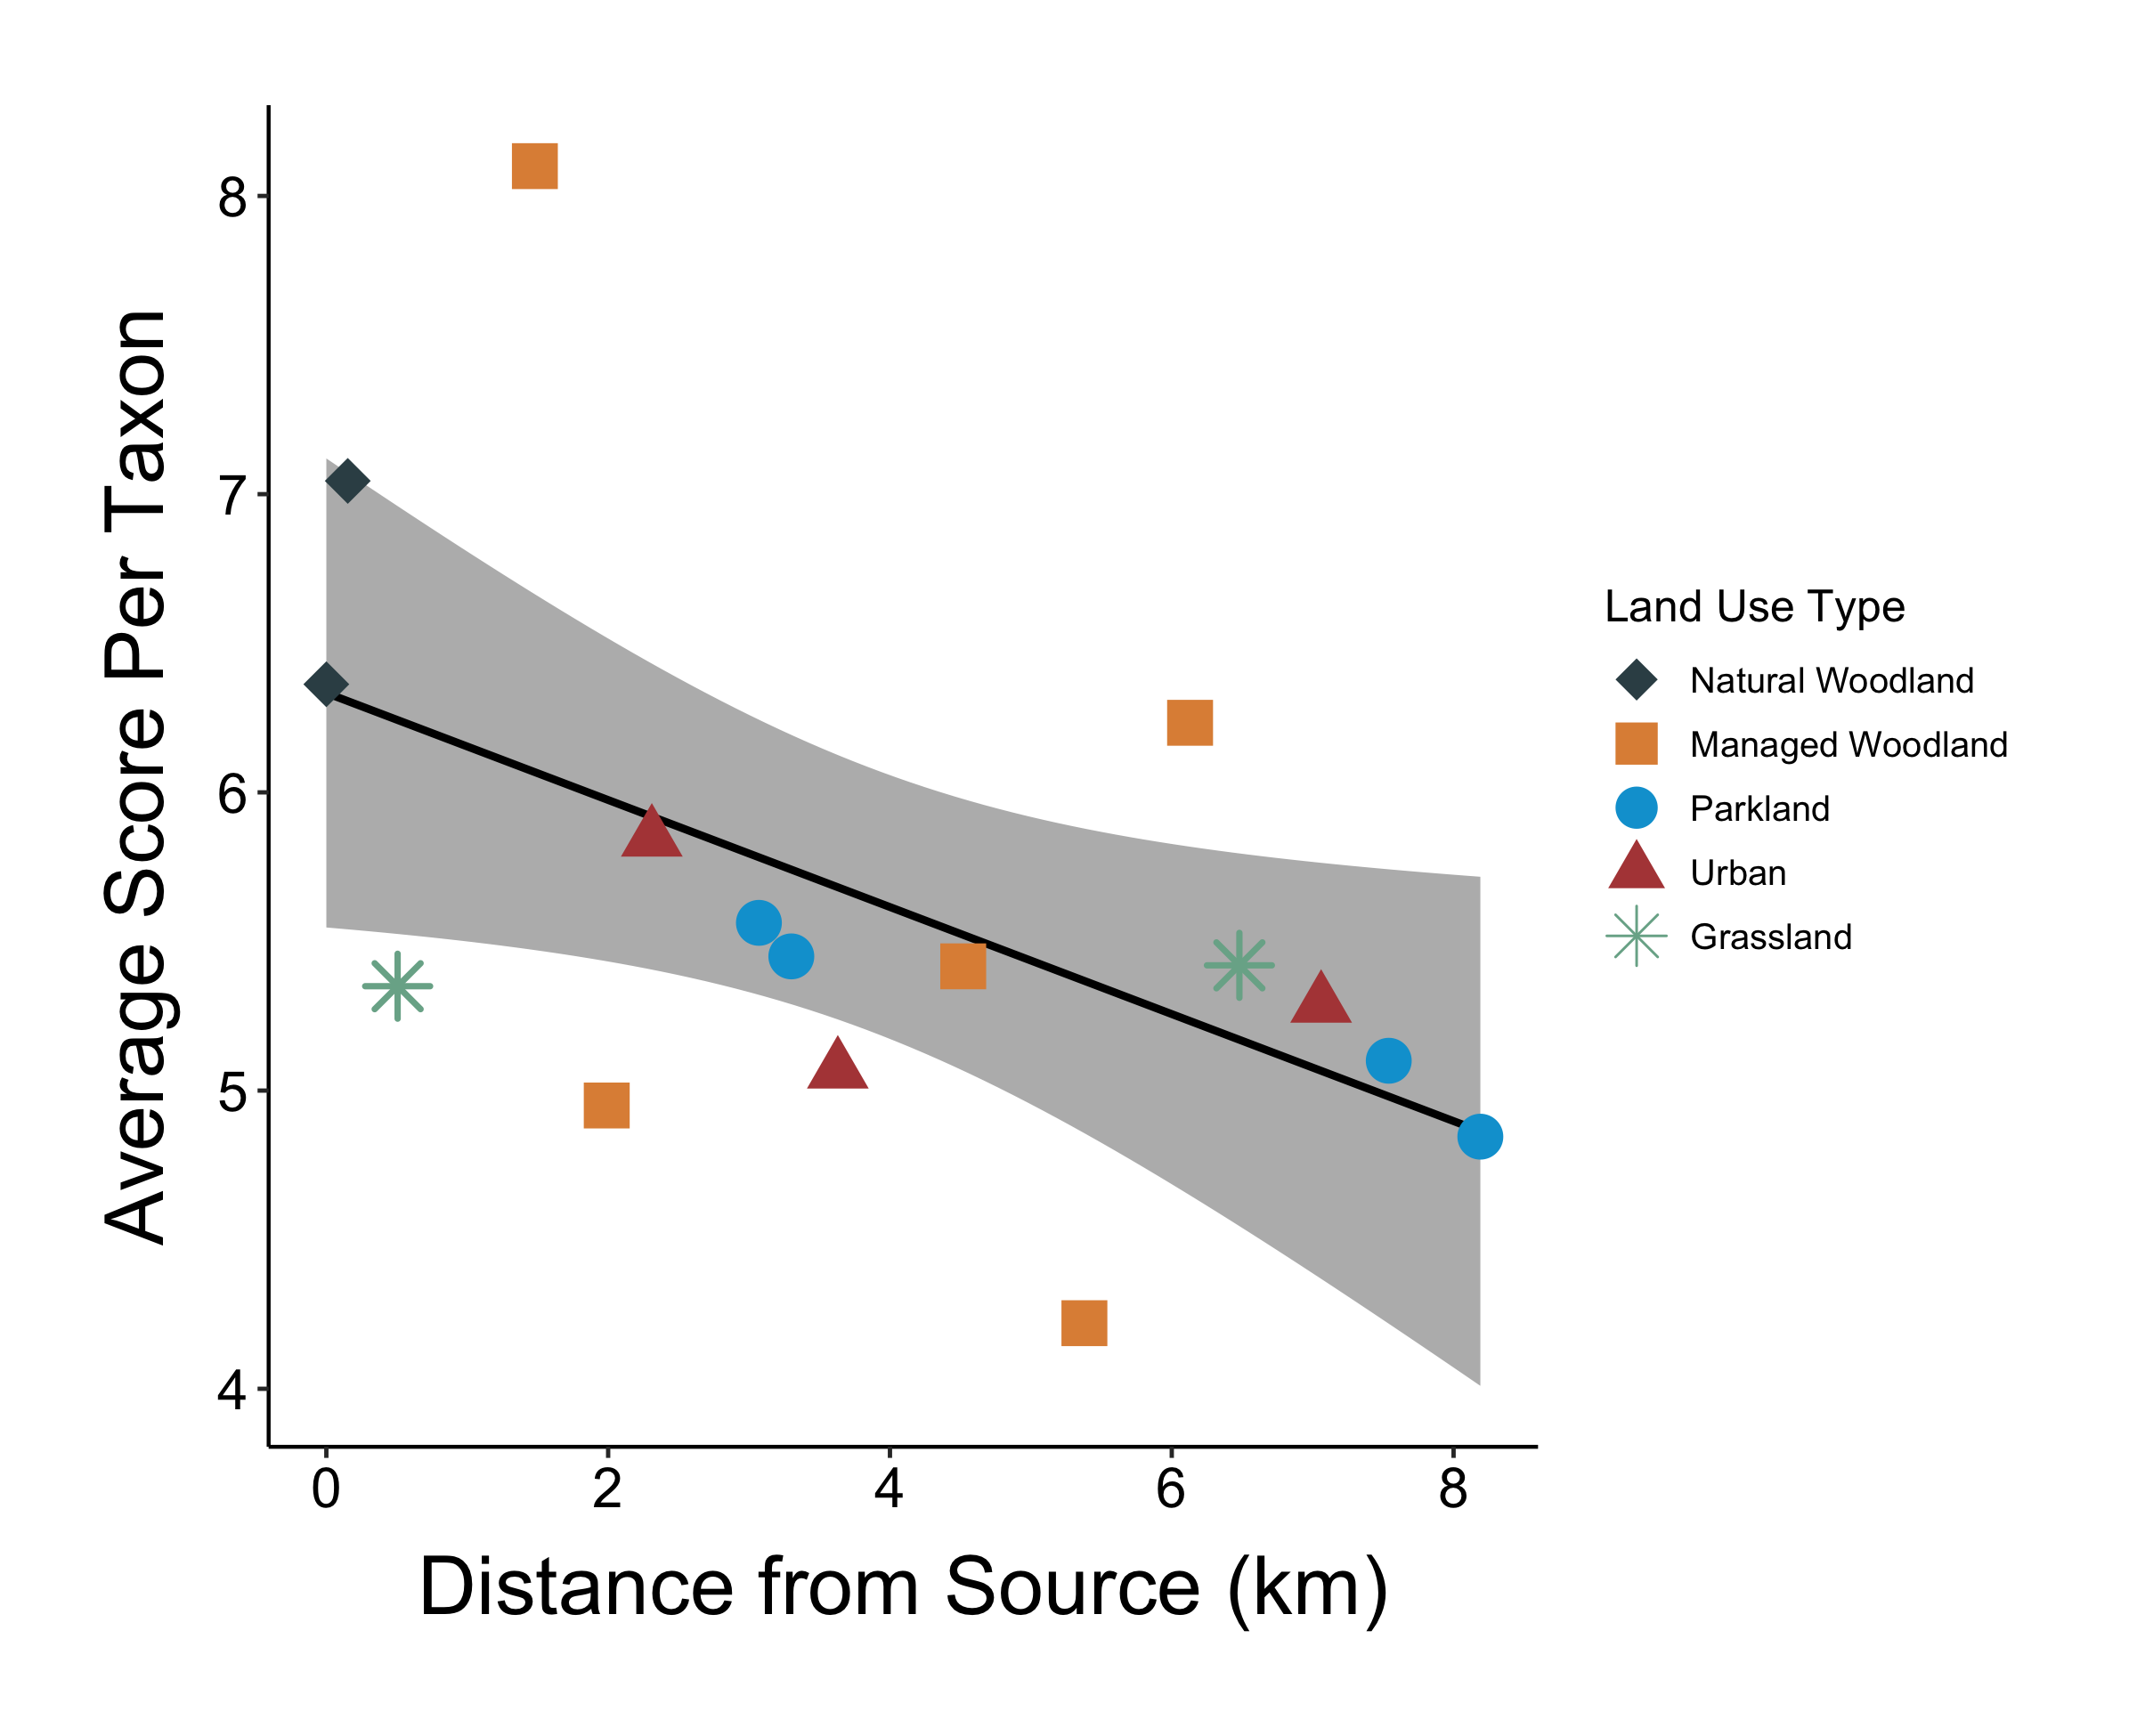 Average Score Per Taxon
8
7
6
5
4
0 2 4 6 8
Distance from Source (km)
Land Use Type
Natural Woodland
Managed Woodland
Parkland
Urban
Grassland